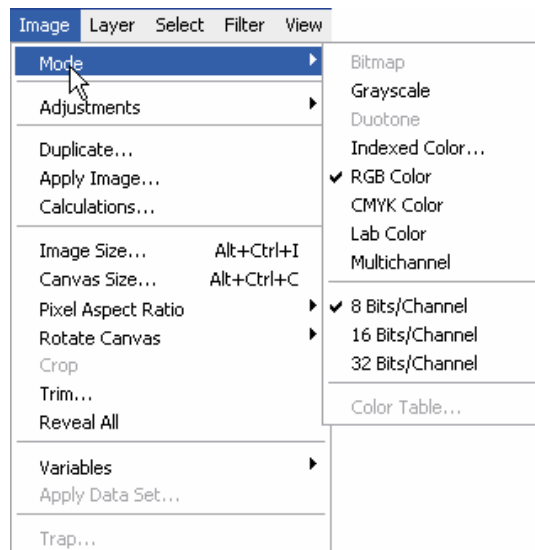 Image Layer Select Filter View
Mode
Adjustments
Duplicate...
Apply Image...
Calculations...
Image Size... Alt+Ctrl+I
Canvas Size... Alt+Ctrl+C
Pixel Aspect Ratio
Rotate Canvas
Crop
Trim...
Reveal All
Variables
Apply Data Set...
Trap...
Bitmap
Grayscale
Duotone
Indexed Color...
RGB Color
CMYK Color
Lab Color
Multichannel
8 Bits/Channel
16 Bits/Channel
32 Bits/Channel
Color Table...